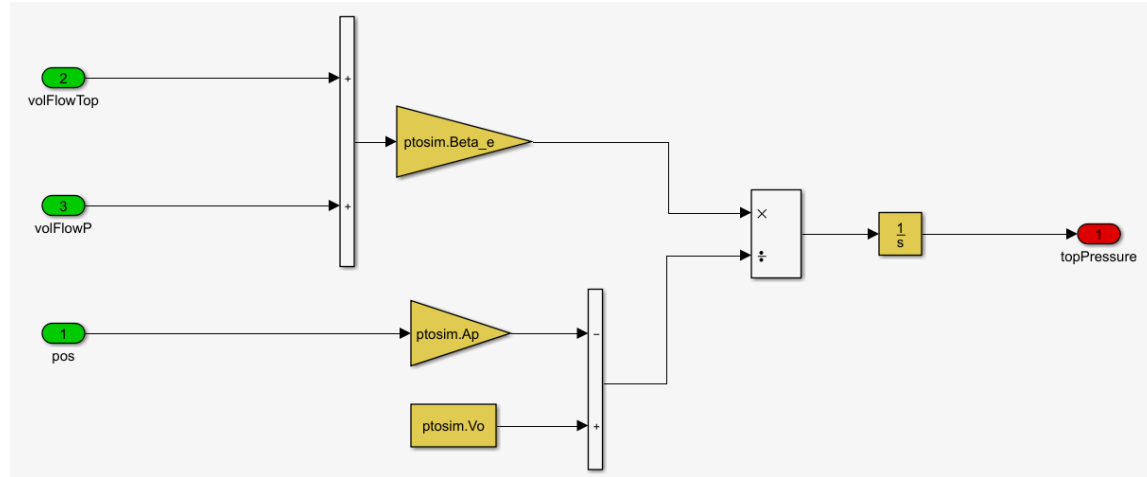 2
volFlowTop
+
ptosim.Beta_e
3
volFlowP
+
×
÷
1
s
1
topPressure
1
pos
ptosim.Ap
−
ptosim.Vo
+